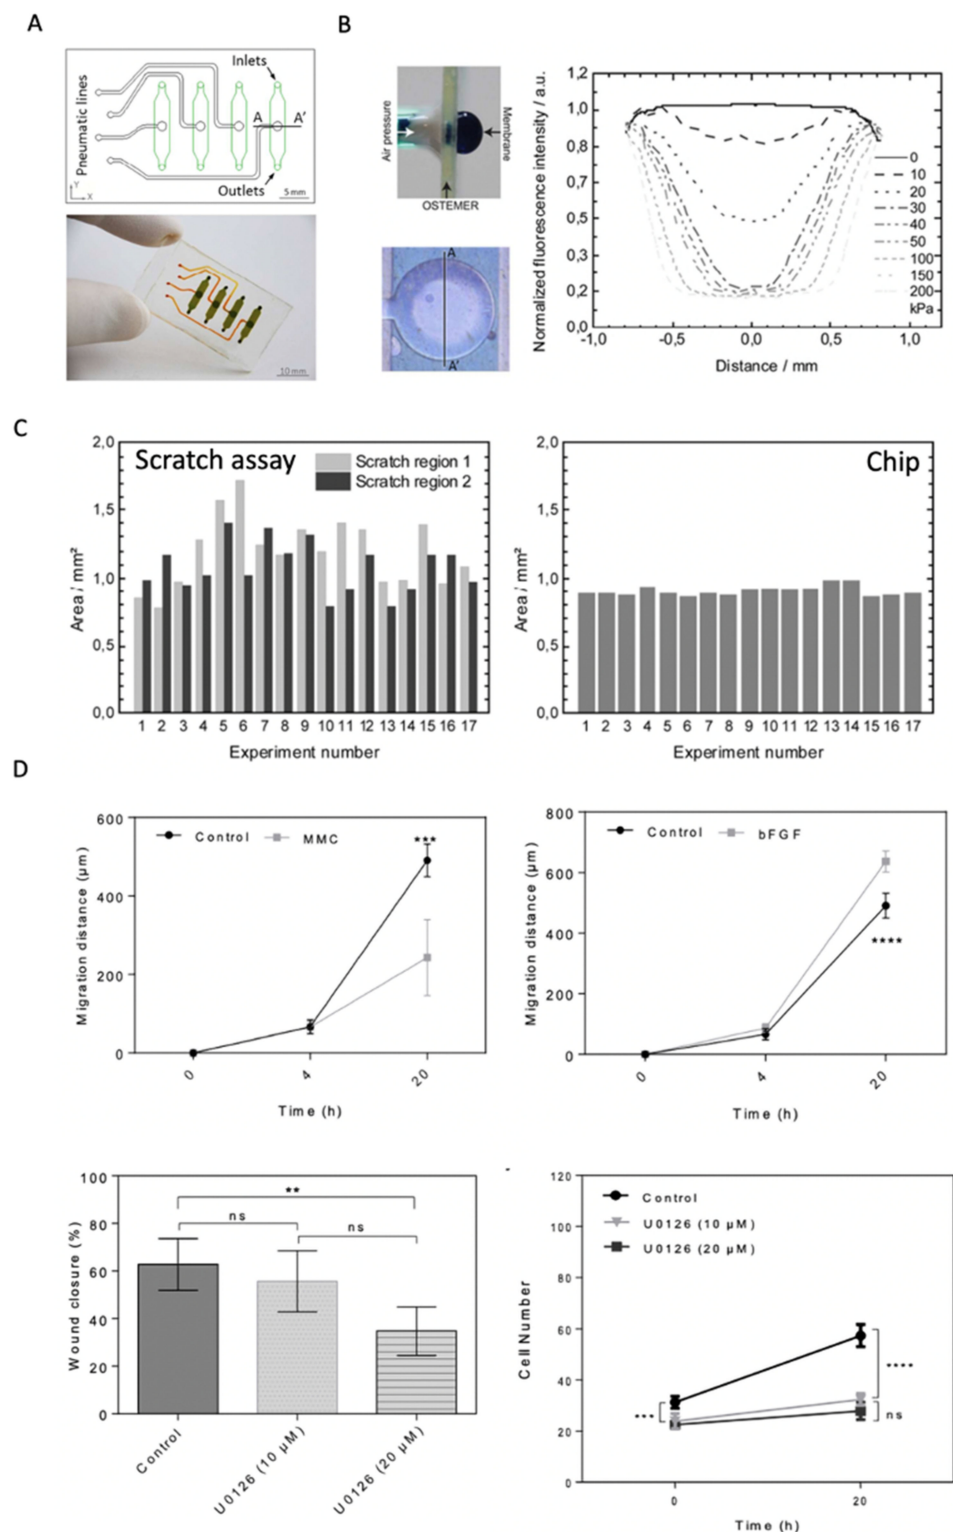 A
Pneumatic lines
Inlets
A A'
Outlets
Y
X
5 mm
10 mm
B
Air pressure
Membrane
OSTEMER
A
A'
Normalized fluorescence intensity / a.u.
1,2
1,0
0,8
0,7
0,5
0,3
0,2
0,0
-1,0 -0,5 0,0 0,5 1,0
Distance / mm
0
10
20
30
40
50
100
150
200
kPa
C
Scratch assay
Scratch region 1
Scratch region 2
Area / mm²
2,0
1,5
1,0
0,5
0,0
1 2 3 4 5 6 7 8 9 10 11 12 13 14 15 16 17
Experiment number
Chip
Area / mm²
2,0
1,5
1,0
0,5
0,0
1 2 3 4 5 6 7 8 9 10 11 12 13 14 15 16 17
Experiment number
D
Control MMC
***
Migration distance (µm)
600
400
200
0
0 4 20
Time (h)
Control bFGF
****
Migration distance (µm)
800
600
400
200
0
0 4 20
Time (h)
Wound closure (%)
100
80
60
40
20
0
**
ns
ns
Control
U0126 (10 µM)
U0126 (20 µM)
Control
U0126 (10 µM)
U0126 (20 µM)
Cell Number
120
100
80
60
40
20
0
***
****
ns
0 20
Time (h)